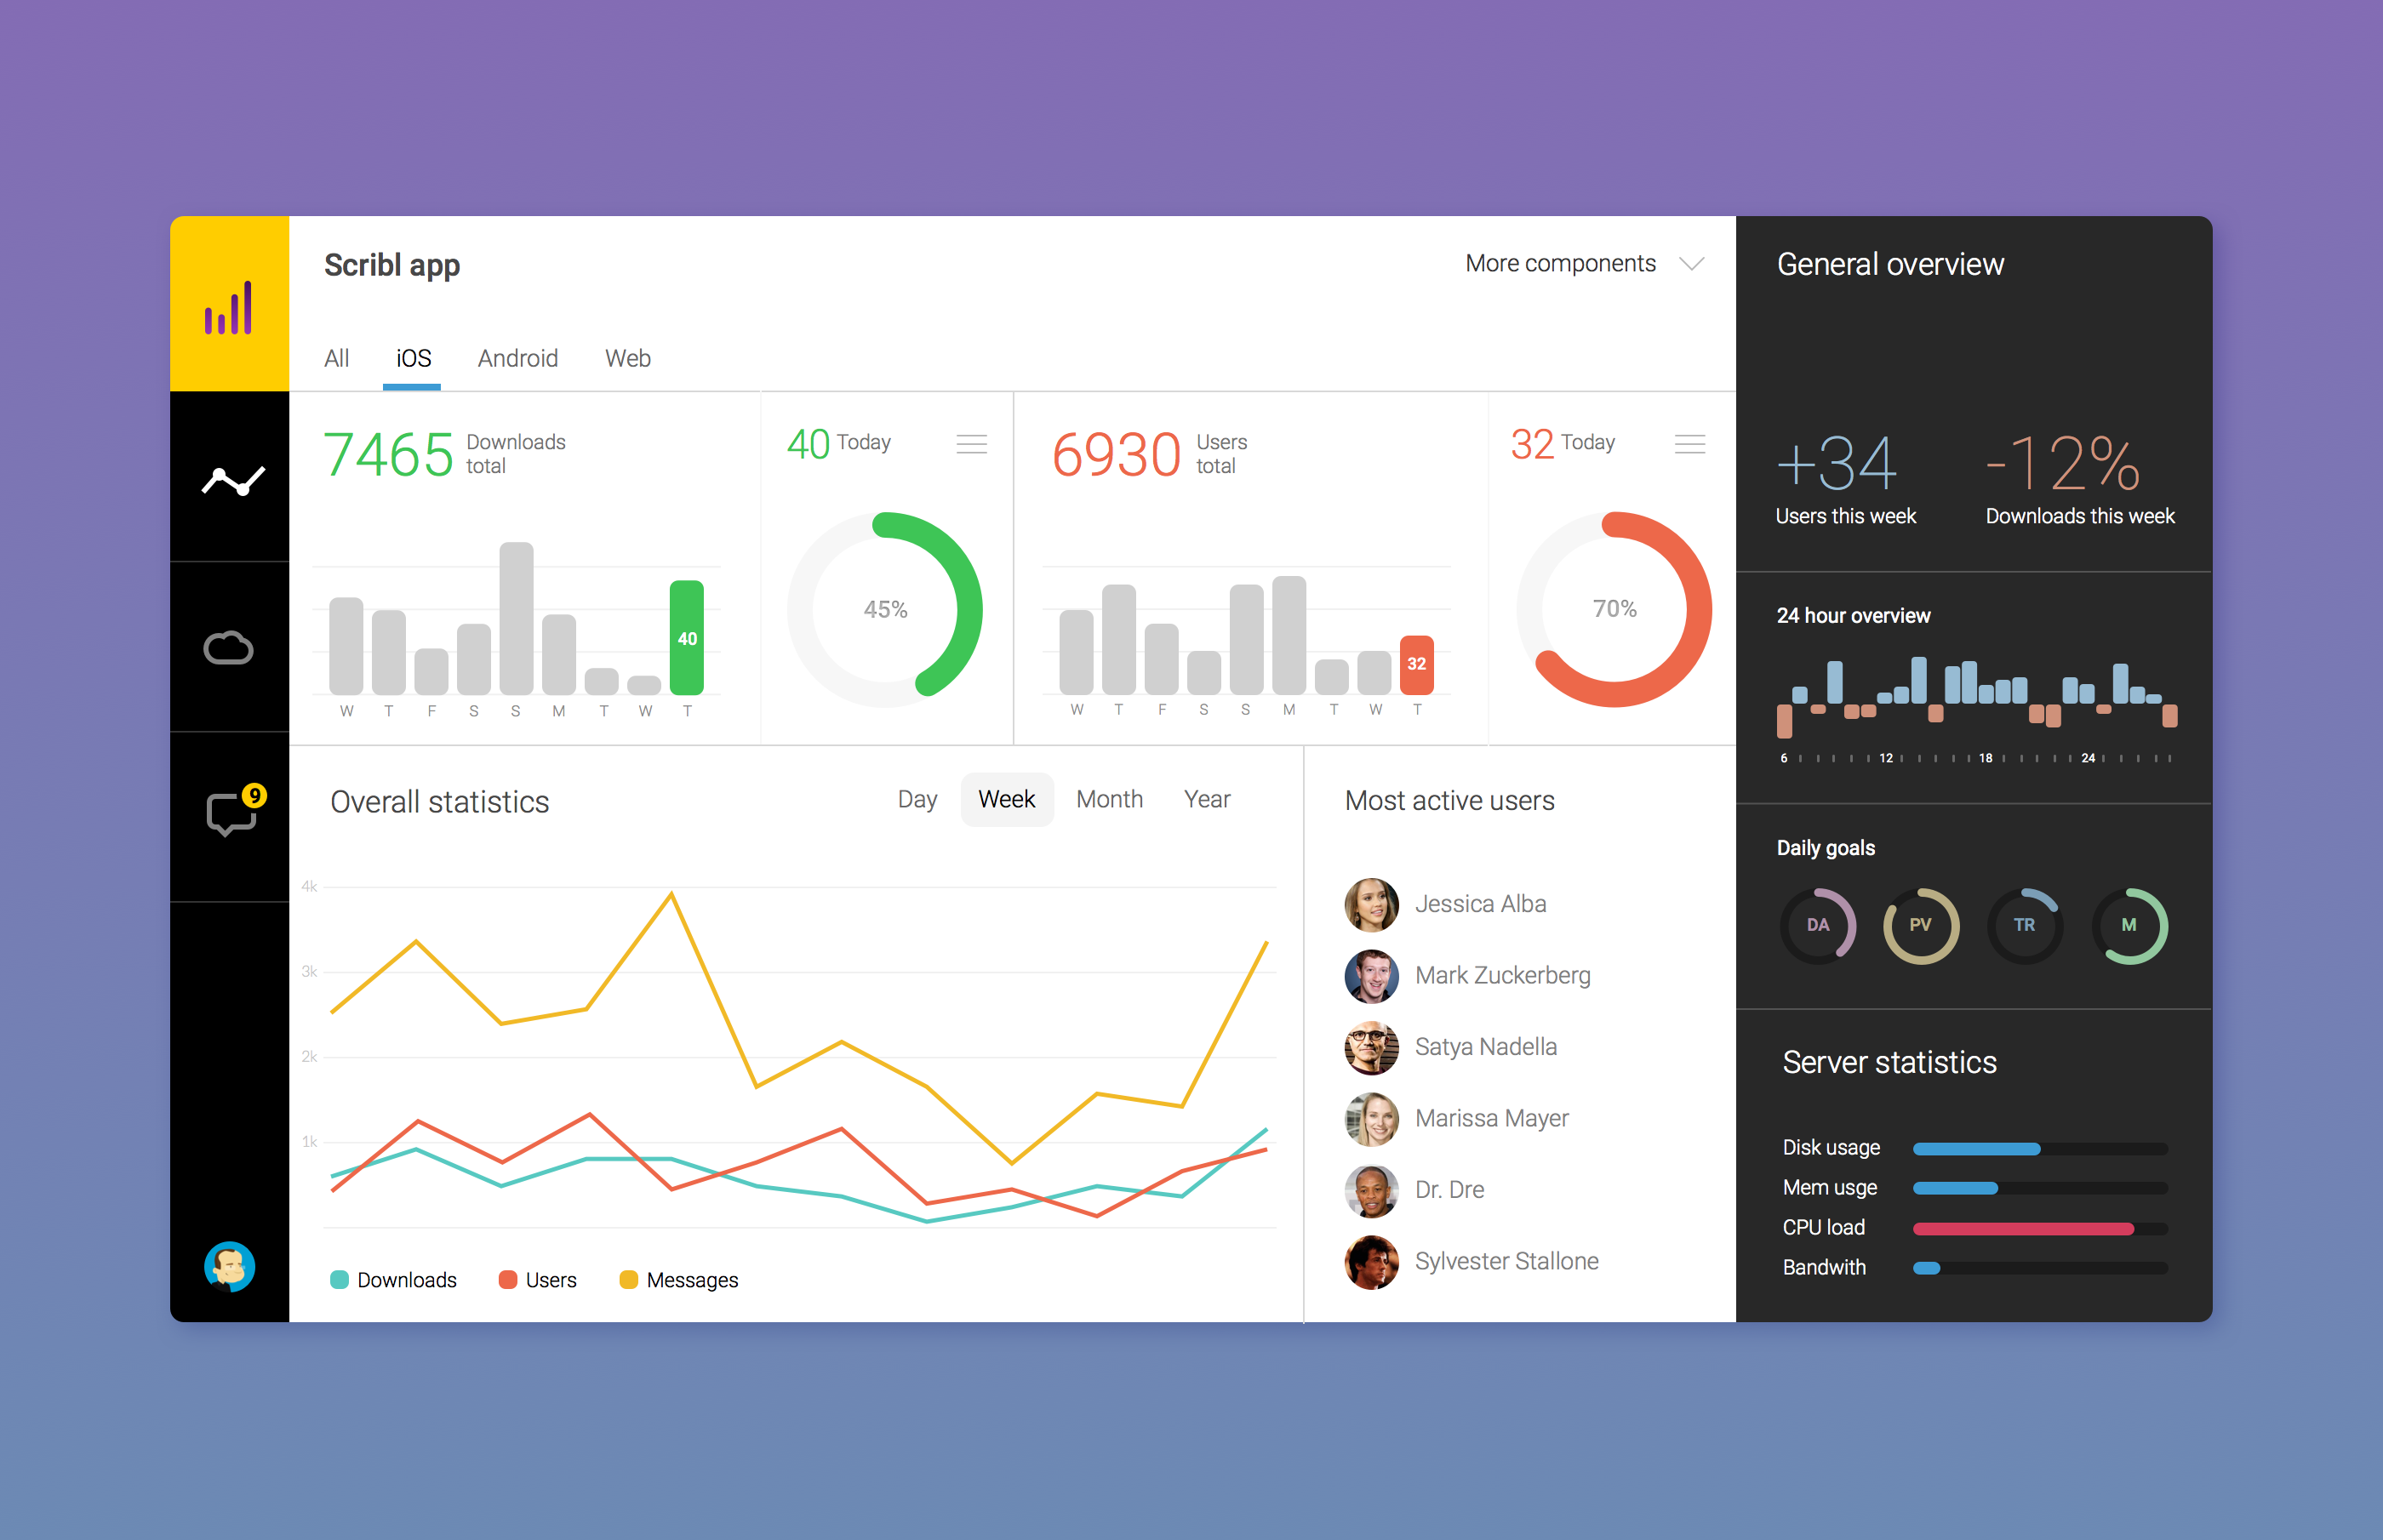 Scribl app
More components
General overview
All iOS Android Web
7465 Downloads total
40 Today
6930 Users total
32 Today
+34
Users this week
-12%
Downloads this week
45%
70%
40
32
W T F S S M T W T
W T F S S M T W T
24 hour overview
6 12 18 24
9
Overall statistics
Day Week Month Year
Most active users
Daily goals
DA PV TR M
4k
3k
2k
1k
Jessica Alba
Mark Zuckerberg
Satya Nadella
Marissa Mayer
Dr. Dre
Sylvester Stallone
Server statistics
Disk usage
Mem usge
CPU load
Bandwith
Downloads Users Messages